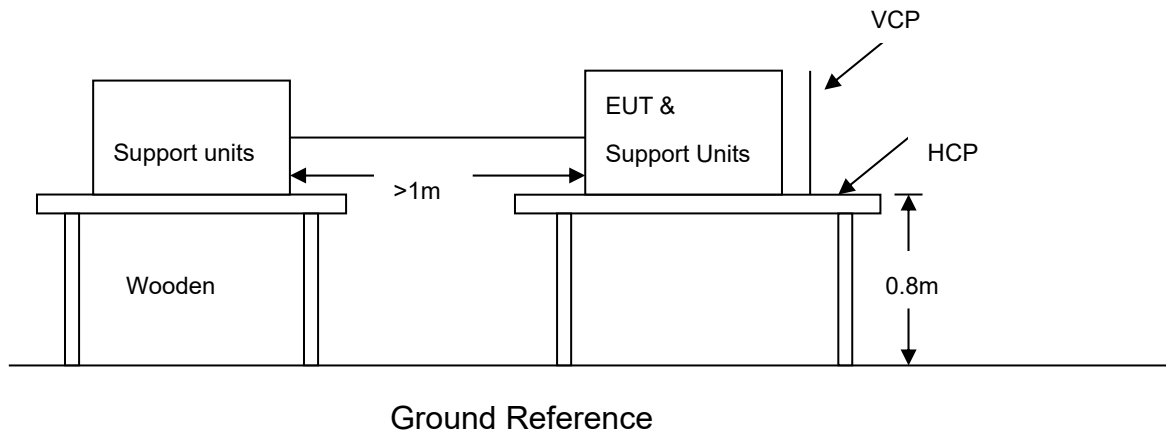 VCP
EUT &
Support Units
Support units
HCP
>1m
Wooden
0.8m
Ground Reference